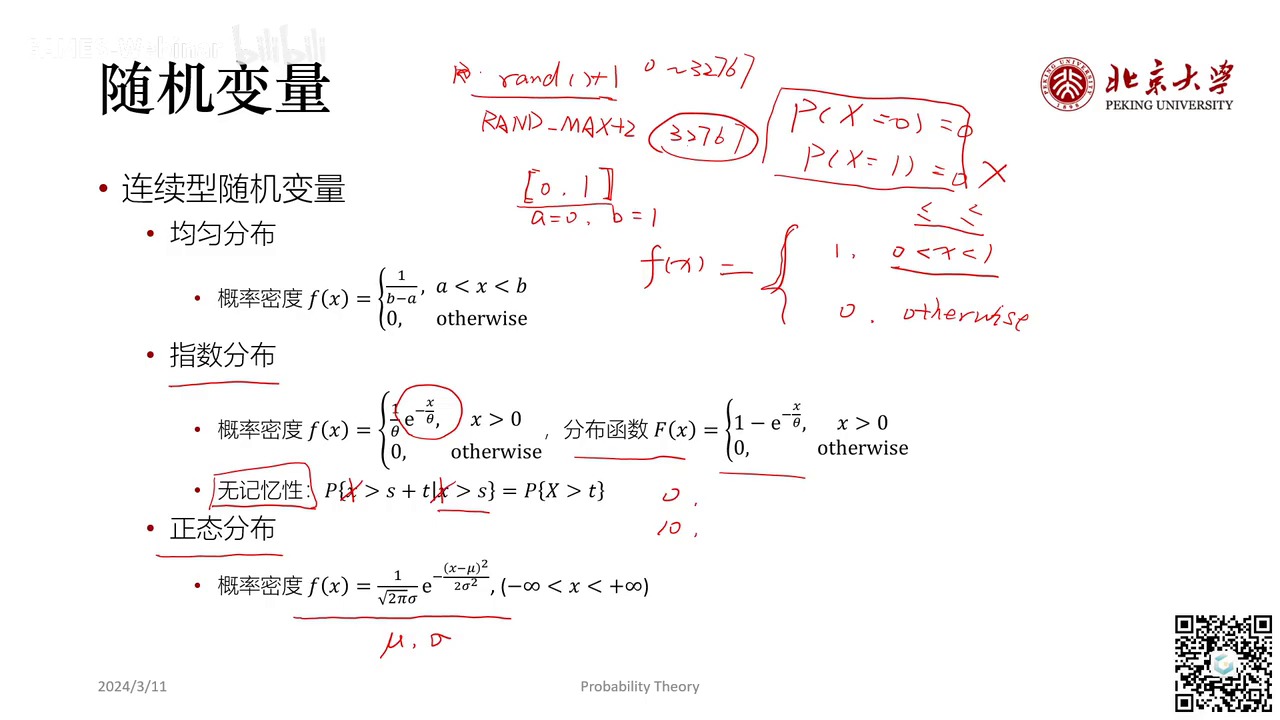 bilibili
随机变量
北京大学
PEKING UNIVERSITY
1898
rand()+1
0 ~ 32767
RAND_MAX+2
32767
P(X=0)=0
P(X=1)=0 X
[0, 1]
a=0, b=1
≤ ≤
f(x) = { 1, 0<x<1
0, otherwise
• 连续型随机变量
• 均匀分布
• 概率密度 f(x) = { 1/(b−a), a < x < b
0, otherwise
• 指数分布
• 概率密度 f(x) = { 1/θ e^(−x/θ), x > 0
0, otherwise
, 分布函数 F(x) = { 1 − e^(−x/θ), x > 0
0, otherwise
• 无记忆性: P{x > s + t|x > s} = P{X > t}
0,
10,
• 正态分布
• 概率密度 f(x) = 1/(√(2π)σ) e^(−(x−μ)²/(2σ²)), (−∞ < x < +∞)
μ, σ
2024/3/11
Probability Theory